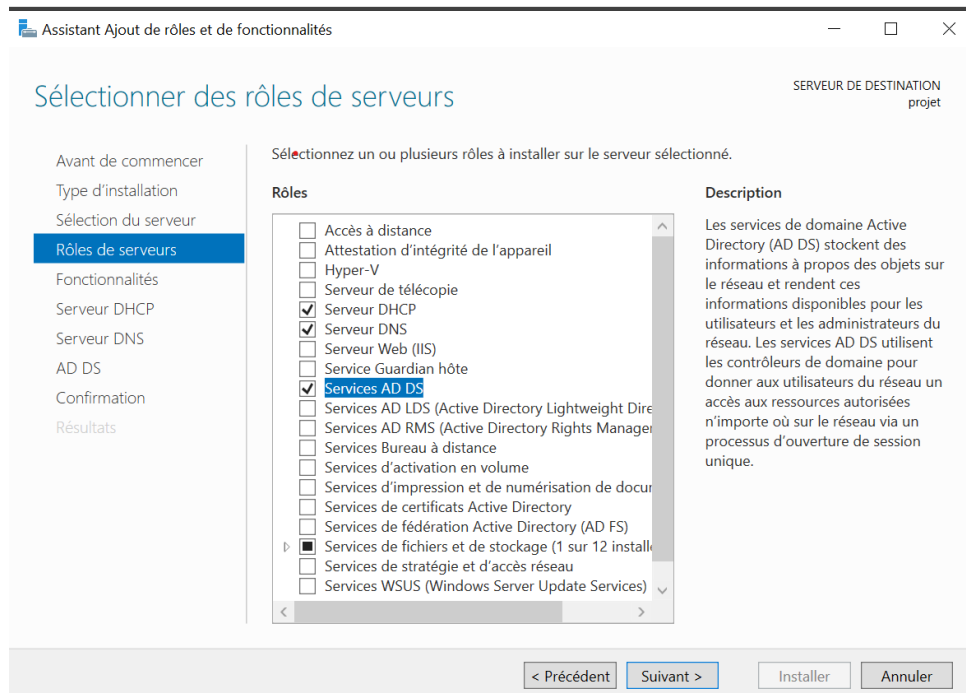 Assistant Ajout de rôles et de fonctionnalités
Sélectionner des rôles de serveurs
SERVEUR DE DESTINATION
projet
Avant de commencer
Type d'installation
Sélection du serveur
Rôles de serveurs
Fonctionnalités
Serveur DHCP
Serveur DNS
AD DS
Confirmation
Résultats
Sélectionnez un ou plusieurs rôles à installer sur le serveur sélectionné.
Rôles
Accès à distance
Attestation d'intégrité de l'appareil
Hyper-V
Serveur de télécopie
Serveur DHCP
Serveur DNS
Serveur Web (IIS)
Service Guardian hôte
Services AD DS
Services AD LDS (Active Directory Lightweight Dire
Services AD RMS (Active Directory Rights Manager
Services Bureau à distance
Services d'activation en volume
Services d'impression et de numérisation de docur
Services de certificats Active Directory
Services de fédération Active Directory (AD FS)
Services de fichiers et de stockage (1 sur 12 installé
Services de stratégie et d'accès réseau
Services WSUS (Windows Server Update Services)
Description
Les services de domaine Active
Directory (AD DS) stockent des
informations à propos des objets sur
le réseau et rendent ces
informations disponibles pour les
utilisateurs et les administrateurs du
réseau. Les services AD DS utilisent
les contrôleurs de domaine pour
donner aux utilisateurs du réseau un
accès aux ressources autorisées
n'importe où sur le réseau via un
processus d'ouverture de session
unique.
< Précédent
Suivant >
Installer
Annuler